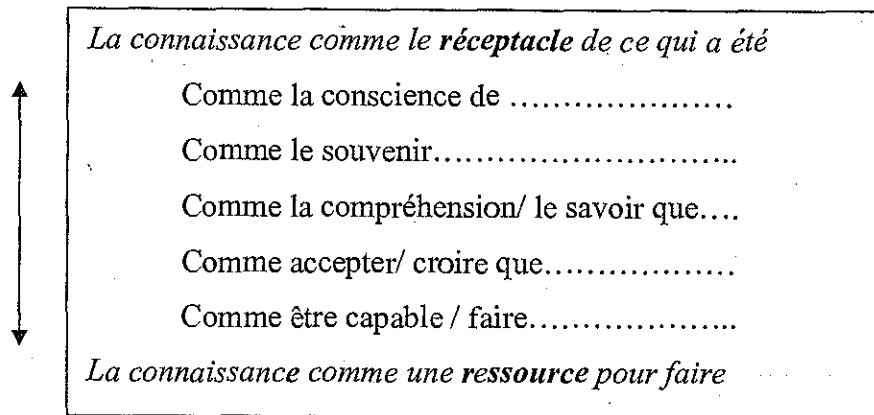 La connaissance comme le réceptacle de ce qui a été
Comme la conscience de …………………
Comme le souvenir………………………..
Comme la compréhension/ le savoir que….
Comme accepter/ croire que………………
Comme être capable / faire………………..
La connaissance comme une ressource pour faire